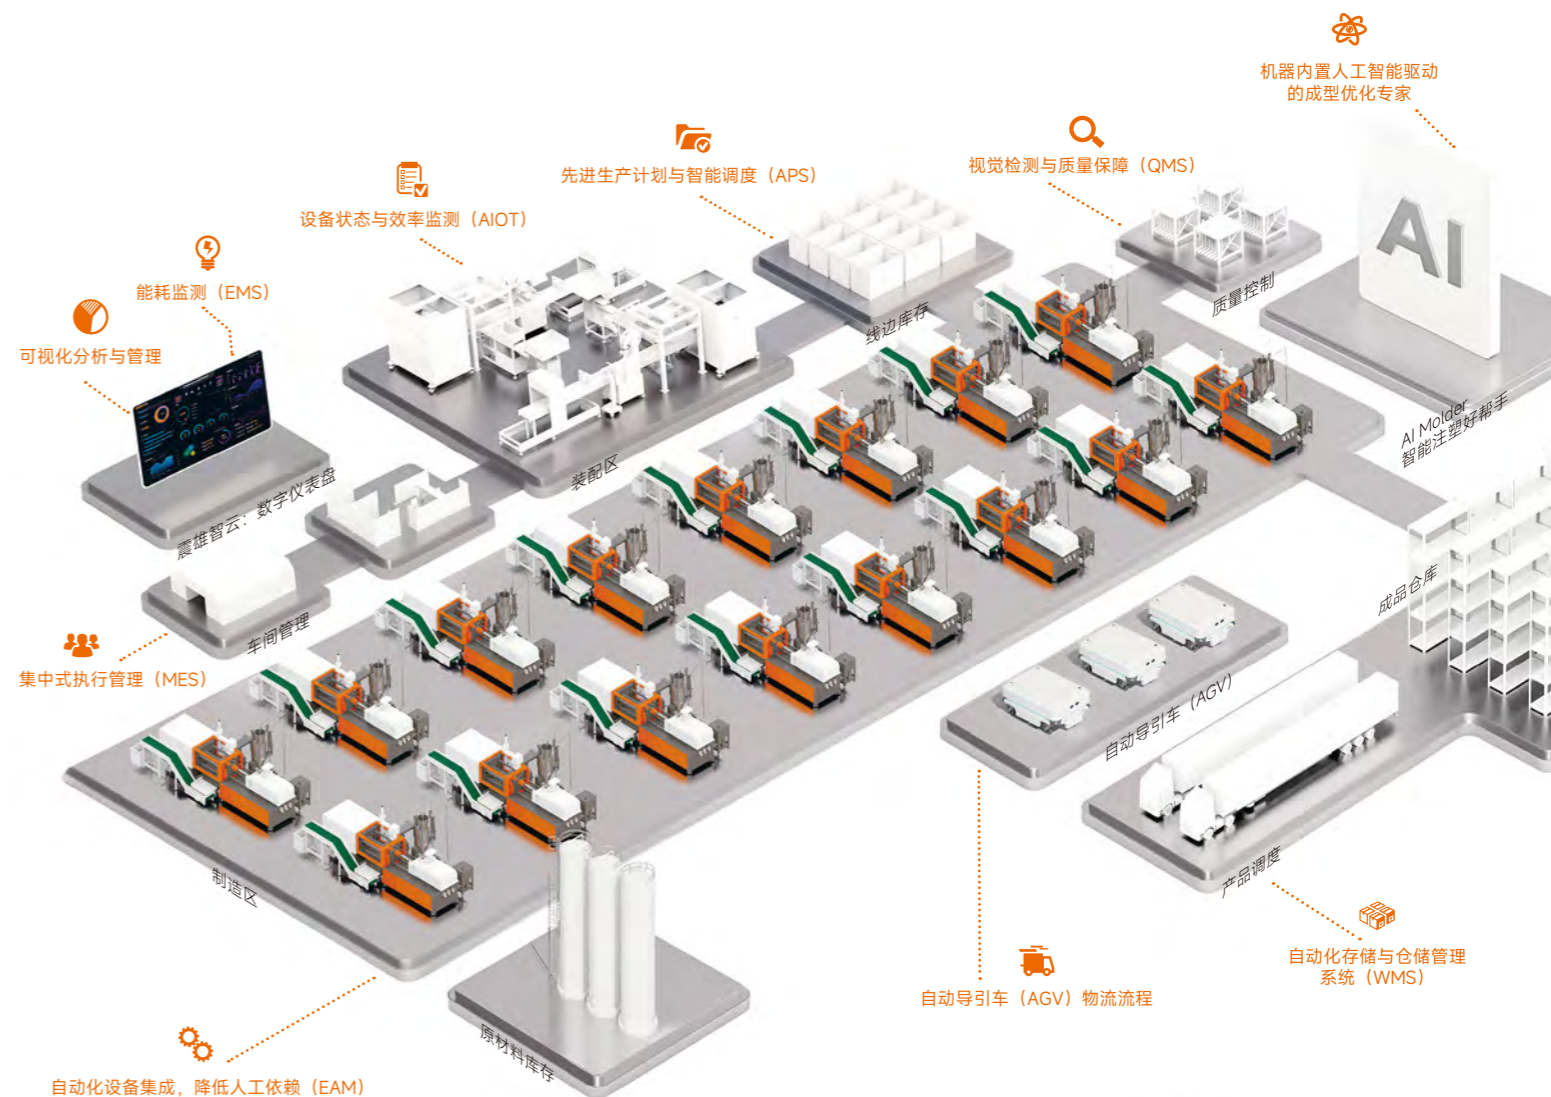 机器内置人工智能驱动
的成型优化专家
视觉检测与质量保障（QMS）
先进生产计划与智能调度（APS）
设备状态与效率监测（AIOT）
能耗监测（EMS）
可视化分析与管理
AI
质量控制
线边库存
AI Molder
智能注塑好帮手
装配区
震雄智云：数字仪表盘
车间管理
集中式执行管理（MES）
成品仓库
自动导引车（AGV）
产品调度
制造区
自动化存储与仓储管理
系统（WMS）
自动导引车（AGV）物流流程
原材料库存
自动化设备集成，降低人工依赖（EAM）